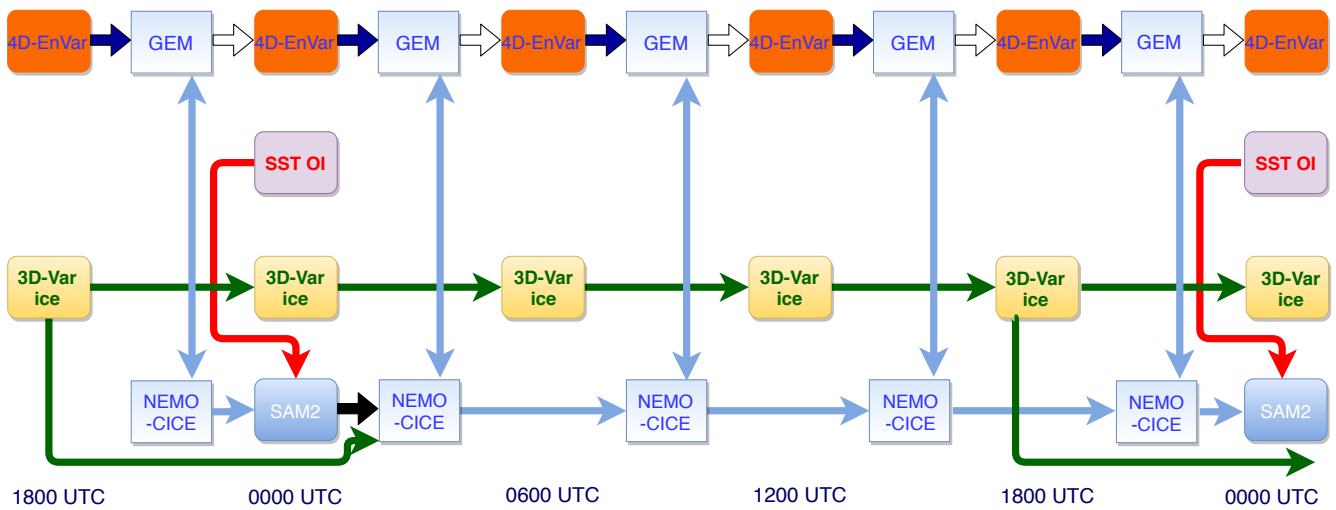 4D-EnVar GEM 4D-EnVar GEM 4D-EnVar GEM 4D-EnVar GEM 4D-EnVar GEM 4D-EnVar
SST OI SST OI
3D-Var 3D-Var 3D-Var 3D-Var 3D-Var 3D-Var
ice ice ice ice ice ice
NEMO NEMO NEMO NEMO NEMO
-CICE SAM2 -CICE -CICE -CICE -CICE SAM2
1800 UTC 0000 UTC 0600 UTC 1200 UTC 1800 UTC 0000 UTC